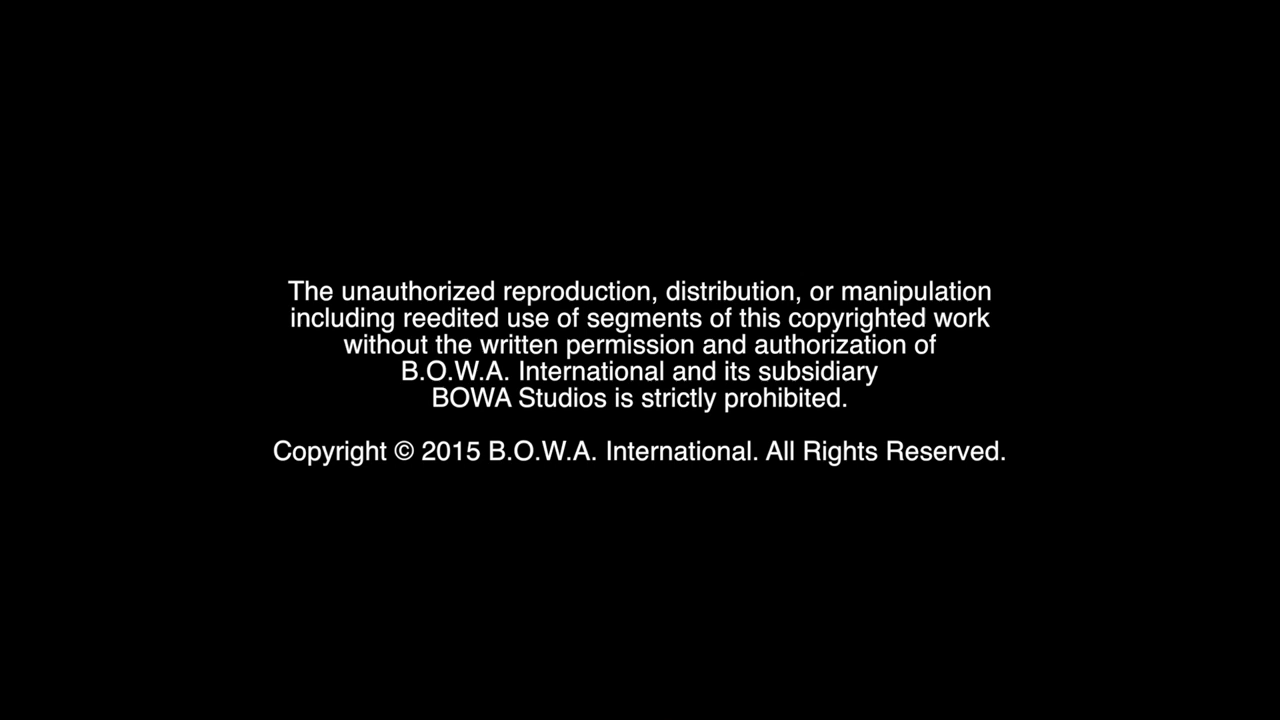 The unauthorized reproduction, distribution, or manipulation
including reedited use of segments of this copyrighted work
without the written permission and authorization of
B.O.W.A. International and its subsidiary
BOWA Studios is strictly prohibited.
Copyright © 2015 B.O.W.A. International. All Rights Reserved.